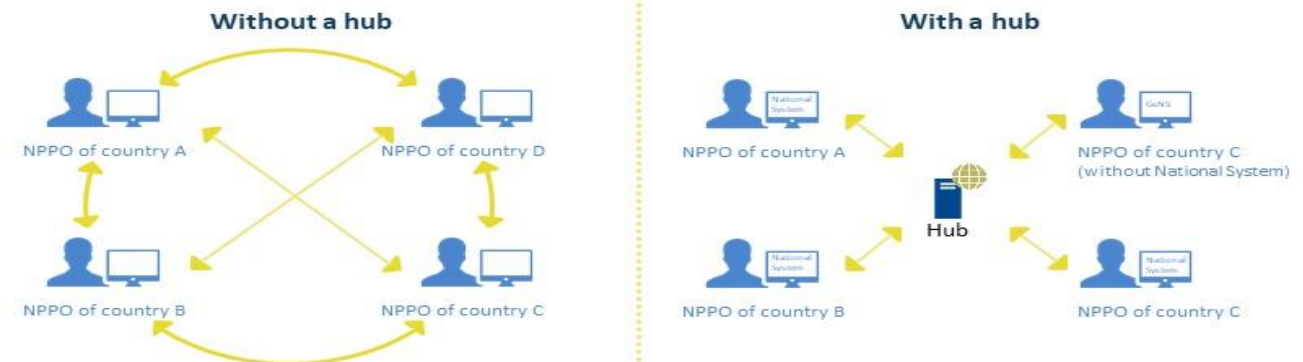 Without a hub
NPPO of country A
NPPO of country D
NPPO of country B
NPPO of country C
With a hub
National
System
NPPO of country A
GeNS
NPPO of country C
(without National System)
Hub
National
System
NPPO of country B
National
System
NPPO of country C